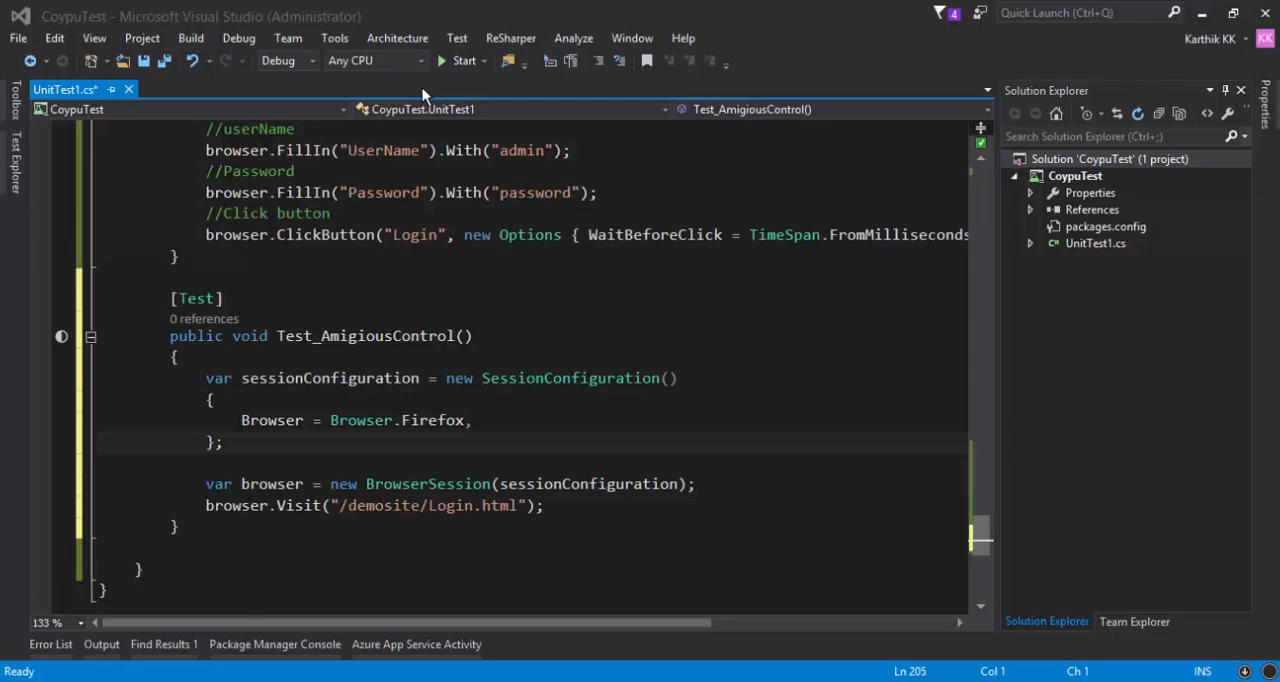 CoypuTest - Microsoft Visual Studio (Administrator)
4
Quick Launch (Ctrl+Q)
File Edit View Project Build Debug Team Tools Architecture Test ReSharper Analyze Window Help
Karthik KK
KK
Debug Any CPU Start
UnitTest1.cs*
CoypuTest
CoypuTest.UnitTest1
Test_AmigiousControl()
Toolbox
Test Explorer
//userName
browser.FillIn("UserName").With("admin");
//Password
browser.FillIn("Password").With("password");
//Click button
browser.ClickButton("Login", new Options { WaitBeforeClick = TimeSpan.FromMilliseconds
}
[Test]
0 references
public void Test_AmigiousControl()
{
var sessionConfiguration = new SessionConfiguration()
{
Browser = Browser.Firefox,
};
var browser = new BrowserSession(sessionConfiguration);
browser.Visit("/demosite/Login.html");
}
}
}
133 %
Solution Explorer
Search Solution Explorer (Ctrl+;)
Solution 'CoypuTest' (1 project)
CoypuTest
Properties
References
packages.config
UnitTest1.cs
Solution Explorer Team Explorer
Properties
Error List Output Find Results 1 Package Manager Console Azure App Service Activity
Ready
Ln 205 Col 1 Ch 1 INS